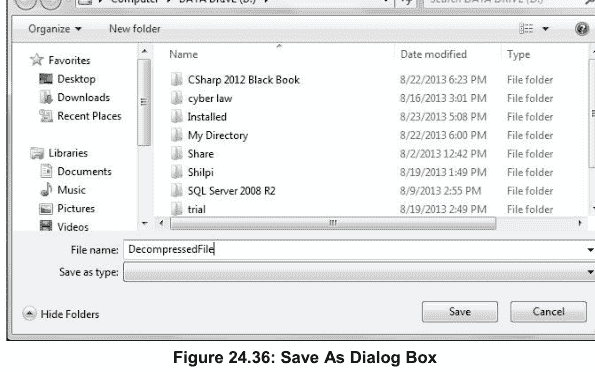 Computer ▸ DATA Drive (D:)
Search DATA DRIVE (D:)
Organize New folder
Name Date modified Type
Favorites
Desktop
Downloads
Recent Places
Libraries
Documents
Music
Pictures
Videos
CSharp 2012 Black Book 8/22/2013 6:23 PM File folder
cyber law 8/16/2013 3:01 PM File folder
Installed 8/23/2013 5:08 PM File folder
My Directory 8/22/2013 6:00 PM File folder
Share 8/2/2013 12:42 PM File folder
Shilpi 8/19/2013 1:49 PM File folder
SQL Server 2008 R2 8/9/2013 2:55 PM File folder
trial 8/19/2013 2:49 PM File folder
File name: DecompressedFile
Save as type:
Hide Folders Save Cancel
Figure 24.36: Save As Dialog Box